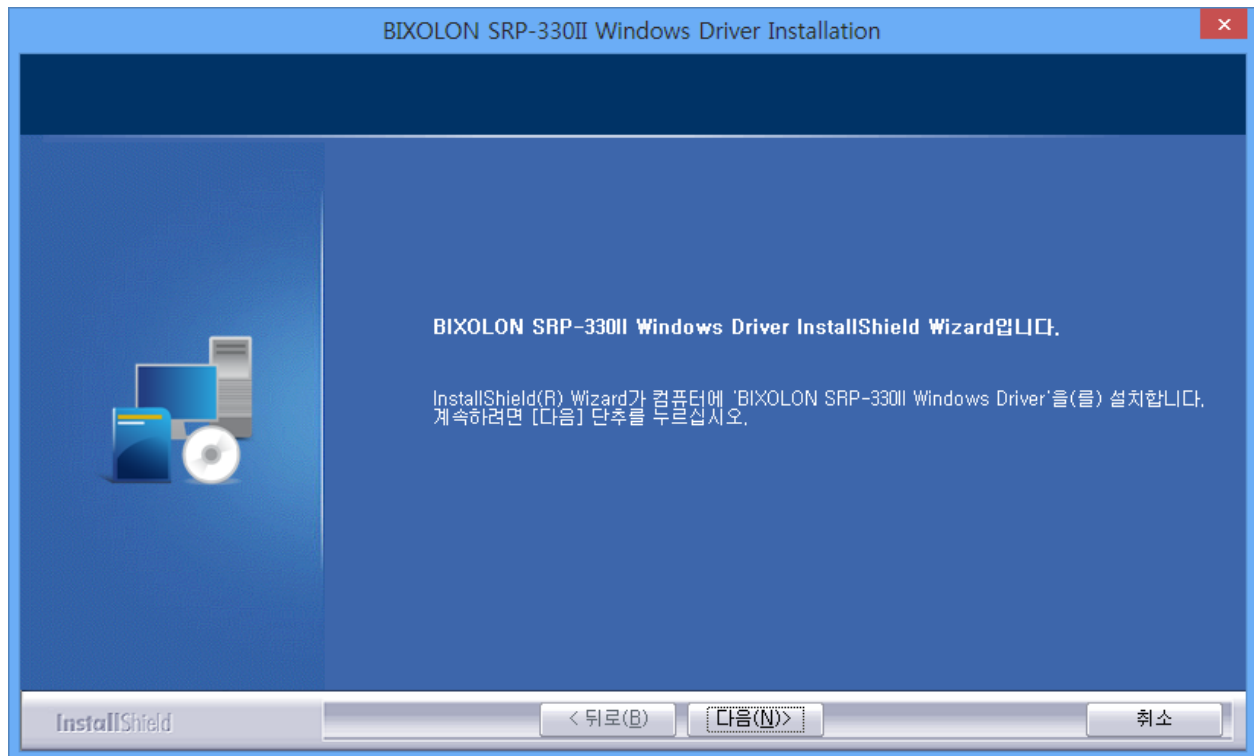 BIXOLON SRP-330II Windows Driver Installation
BIXOLON SRP-330II Windows Driver InstallShield Wizard입니다.
InstallShield(R) Wizard가 컴퓨터에 'BIXOLON SRP-330II Windows Driver'을(를) 설치합니다.
계속하려면 [다음] 단추를 누르십시오.
InstallShield
< 뒤로(B)
다음(N)>
취소